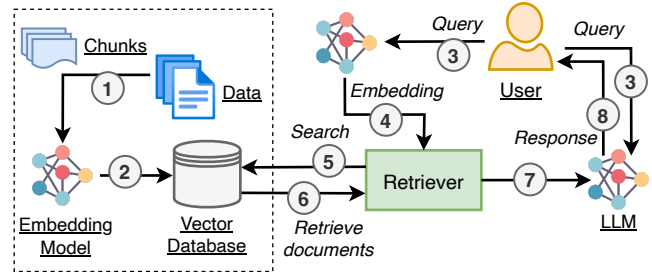 Chunks
Data
1
Embedding
Model
2
Vector
Database
Query
3
User
Query
3
Embedding
4
Search
5
6
Retrieve
documents
Retriever
7
Response
8
LLM